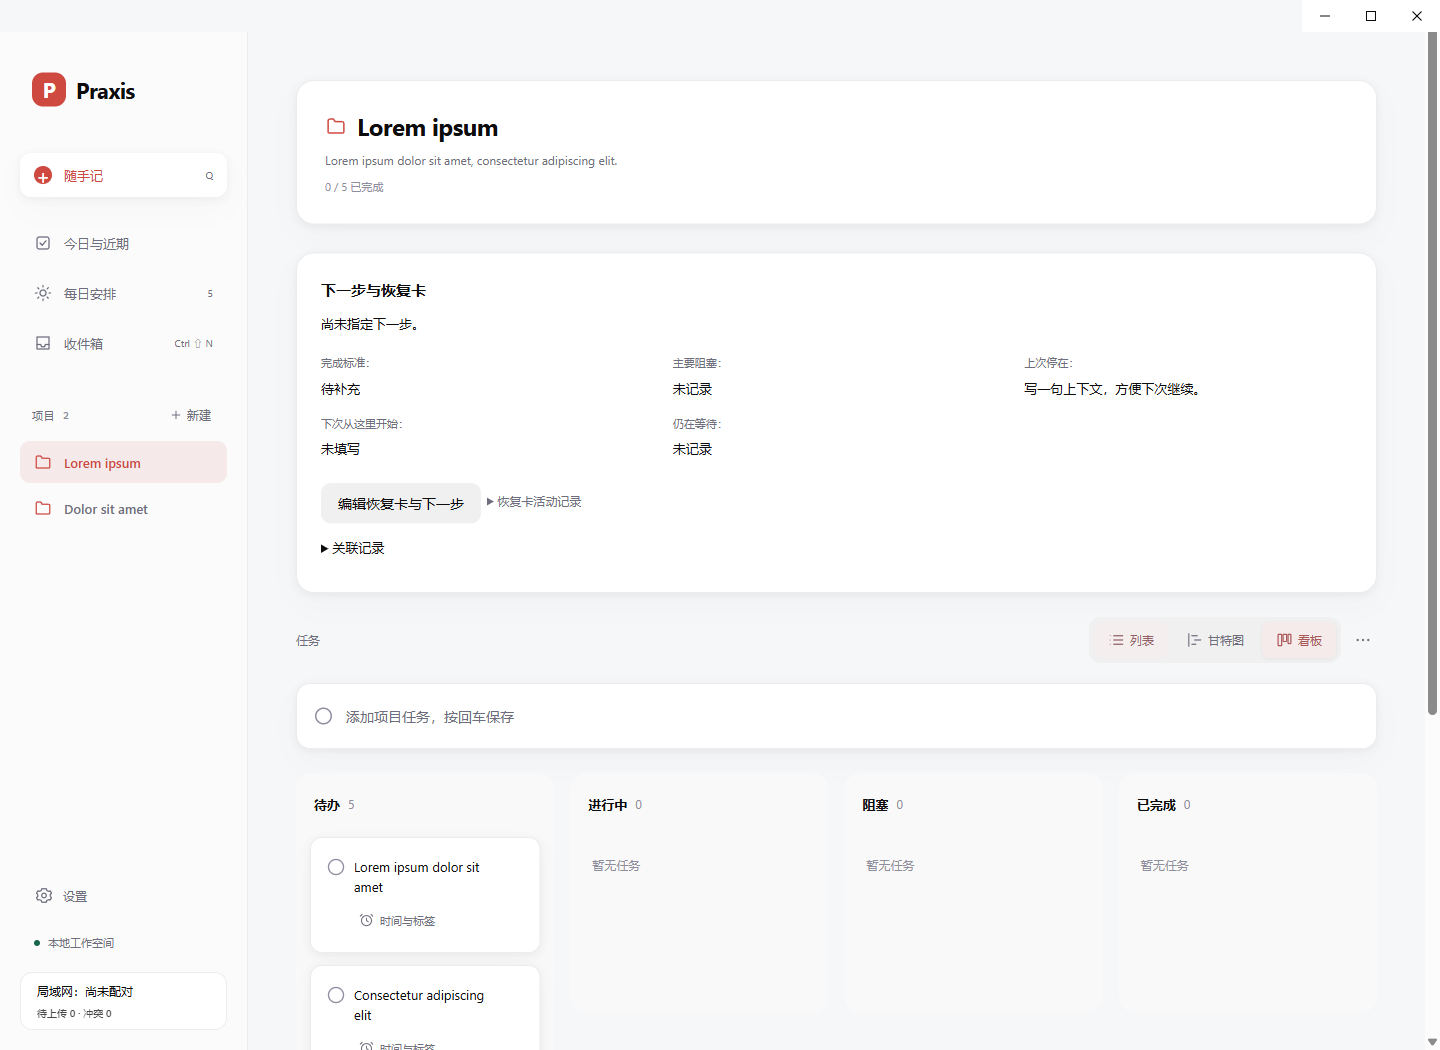 P Praxis
随手记
今日与近期
每日安排 5
收件箱 Ctrl ⇧ N
项目 2 + 新建
Lorem ipsum
Dolor sit amet
设置
本地工作空间
局域网：尚未配对
待上传 0 · 冲突 0
Lorem ipsum
Lorem ipsum dolor sit amet, consectetur adipiscing elit.
0 / 5 已完成
下一步与恢复卡
尚未指定下一步。
完成标准： 主要阻塞： 上次停在：
待补充 未记录 写一句上下文，方便下次继续。
下次从这里开始： 仍在等待：
未填写 未记录
编辑恢复卡与下一步 ▶ 恢复卡活动记录
▶ 关联记录
任务 列表 甘特图 看板 ···
添加项目任务，按回车保存
待办 5 进行中 0 阻塞 0 已完成 0
暂无任务 暂无任务 暂无任务
Lorem ipsum dolor sit
amet
时间与标签
Consectetur adipiscing
elit
时间与标签